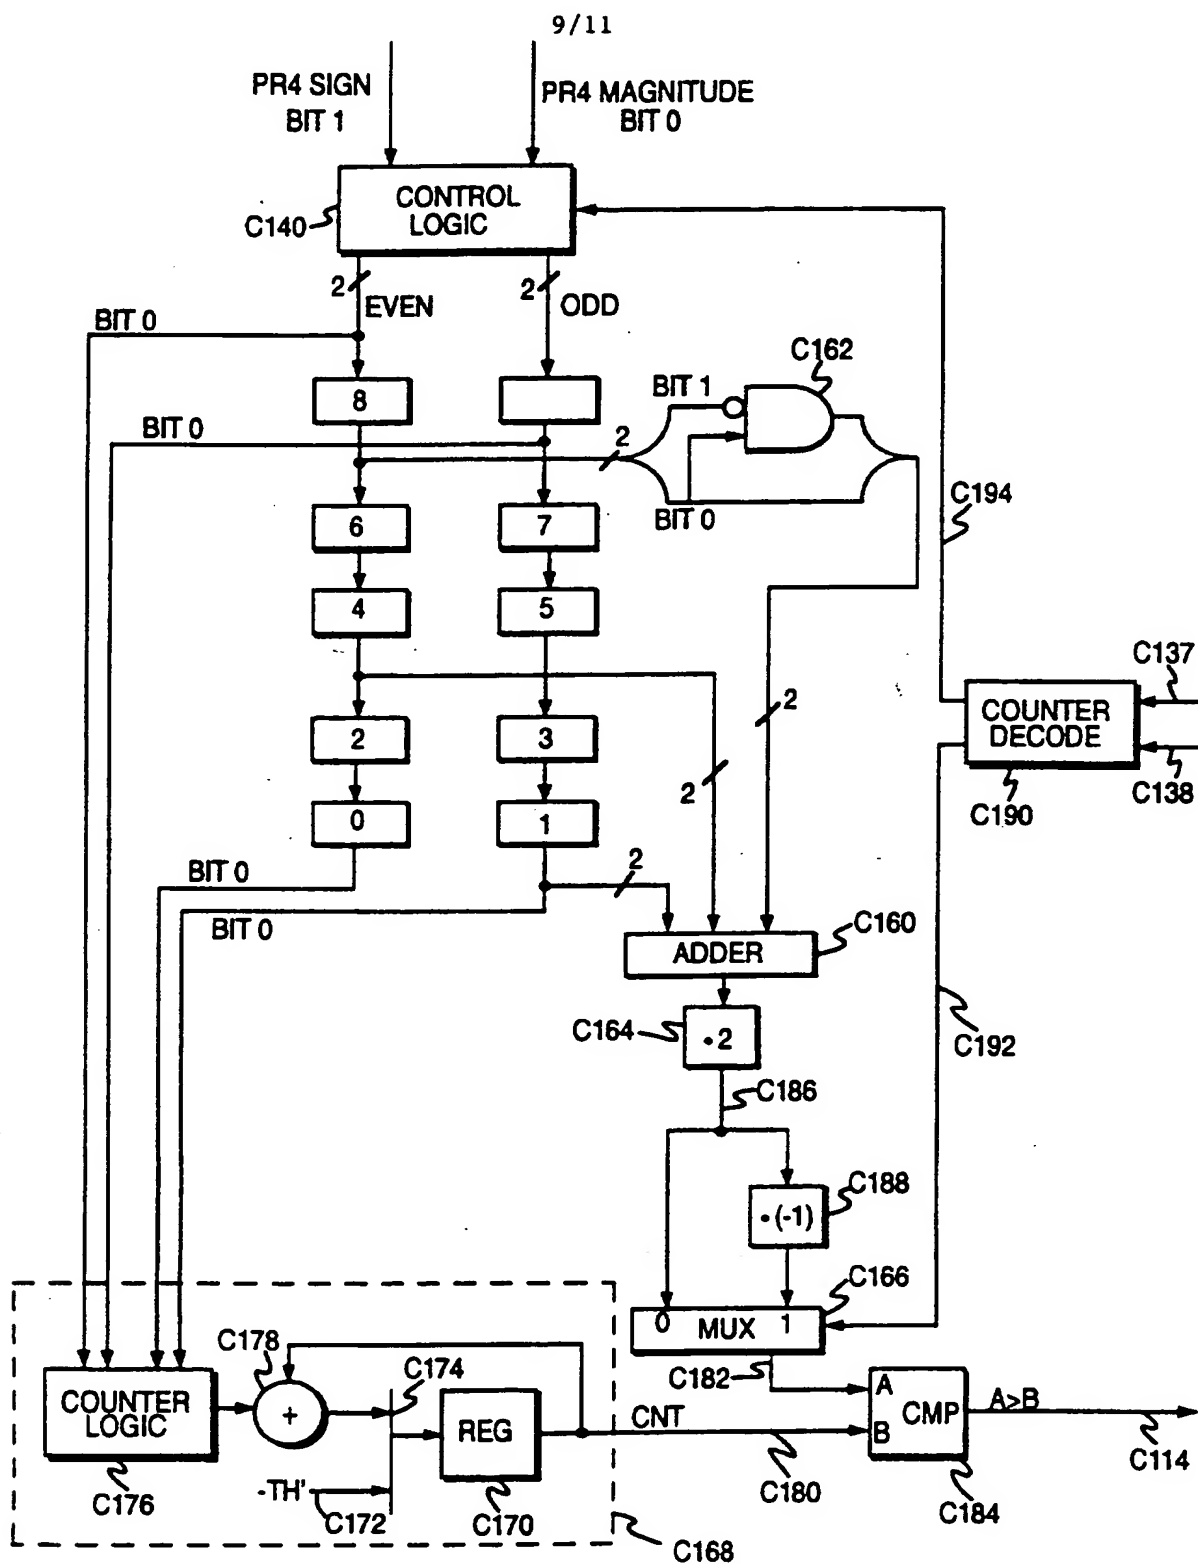 9/11
PR4 SIGN
BIT 1
PR4 MAGNITUDE
BIT 0
CONTROL
LOGIC
C140
2
EVEN
2
ODD
BIT 0
C162
8
BIT 1
BIT 0
2
C194
6
7
BIT 0
4
5
C137
2
COUNTER
DECODE
2
3
2
C138
C190
0
1
BIT 0
2
BIT 0
C160
ADDER
C164
•2
C192
C186
C188
•(-1)
C166
0 MUX 1
C178
C174
C182
COUNTER
LOGIC
+
REG
CNT
A
CMP
A>B
B
C114
-TH'
C176
C172
C170
C180
C184
C168